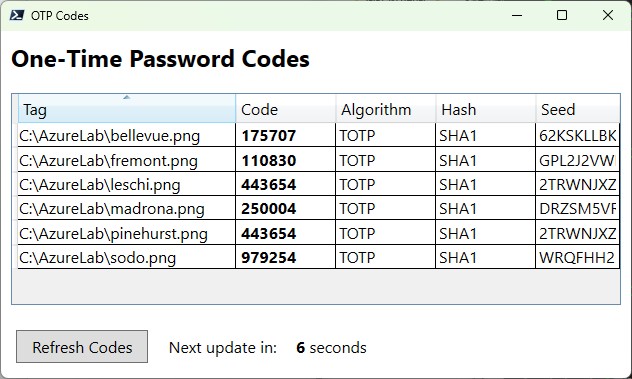 OTP Codes
One-Time Password Codes
Tag Code Algorithm Hash Seed
C:\AzureLab\bellevue.png 175707 TOTP SHA1 62KSKLLBK
C:\AzureLab\fremont.png 110830 TOTP SHA1 GPL2J2VW
C:\AzureLab\leschi.png 443654 TOTP SHA1 2TRWNJXZ
C:\AzureLab\madrona.png 250004 TOTP SHA1 DRZSM5VF
C:\AzureLab\pinehurst.png 443654 TOTP SHA1 2TRWNJXZ
C:\AzureLab\sodo.png 979254 TOTP SHA1 WRQFHH2
Refresh Codes Next update in: 6 seconds